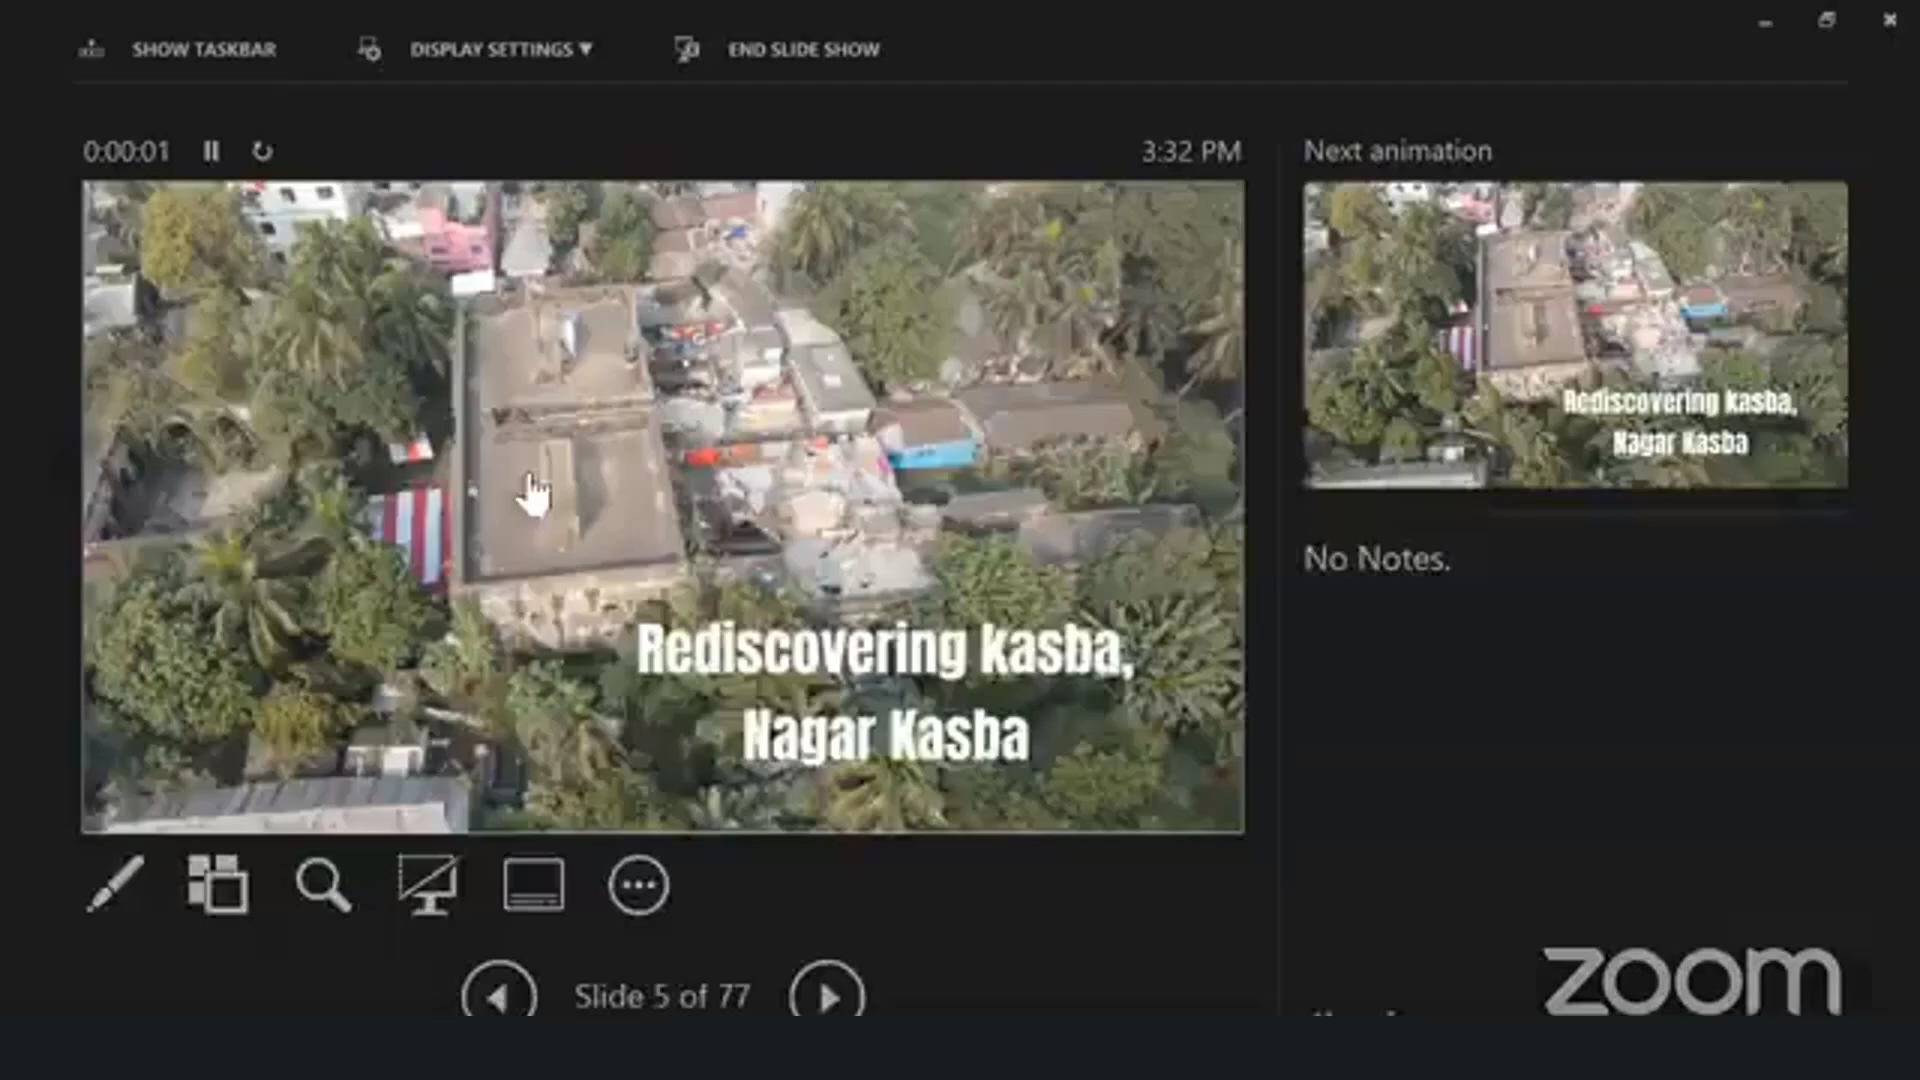 SHOW TASKBAR
DISPLAY SETTINGS ▼
END SLIDE SHOW
0:00:01
3:32 PM
Next animation
Rediscovering kasba,
Nagar Kasba
Rediscovering kasba,
Nagar Kasba
No Notes.
Slide 5 of 77
zoom